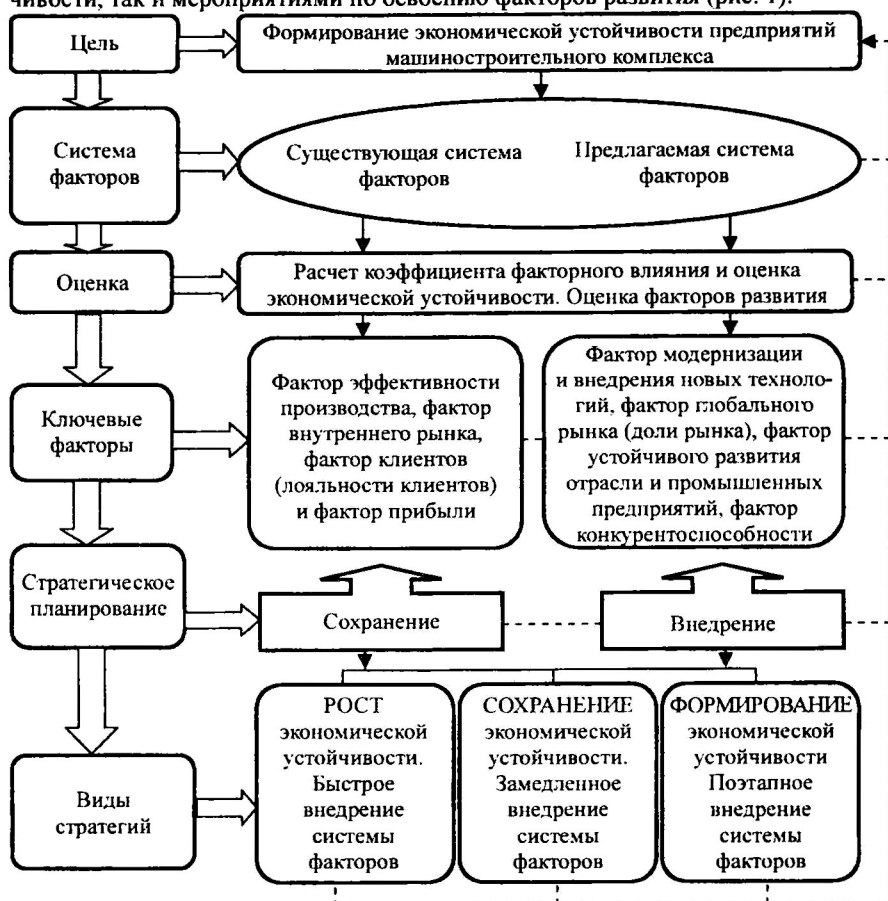 чивости, так и мероприятиями по освоению факторов развития (рис. 1).
Цель
Формирование экономической устойчивости предприятий
машиностроительного комплекса
Система
факторов
Существующая система
факторов
Предлагаемая система
факторов
Оценка
Расчет коэффициента факторного влияния и оценка
экономической устойчивости. Оценка факторов развития
Ключевые
факторы
Фактор эффективности
производства, фактор
внутреннего рынка,
фактор клиентов
(лояльности клиентов)
и фактор прибыли
Фактор модернизации
и внедрения новых техноло-
гий, фактор глобального
рынка (доли рынка), фактор
устойчивого развития
отрасли и промышленных
предприятий, фактор
конкурентоспособности
Стратегическое
планирование
Сохранение
Внедрение
Виды
стратегий
РОСТ
экономической
устойчивости.
Быстрое
внедрение
системы
факторов
СОХРАНЕНИЕ
экономической
устойчивости.
Замедленное
внедрение
системы
факторов
ФОРМИРОВАНИЕ
экономической
устойчивости
Поэтапное
внедрение
системы
факторов